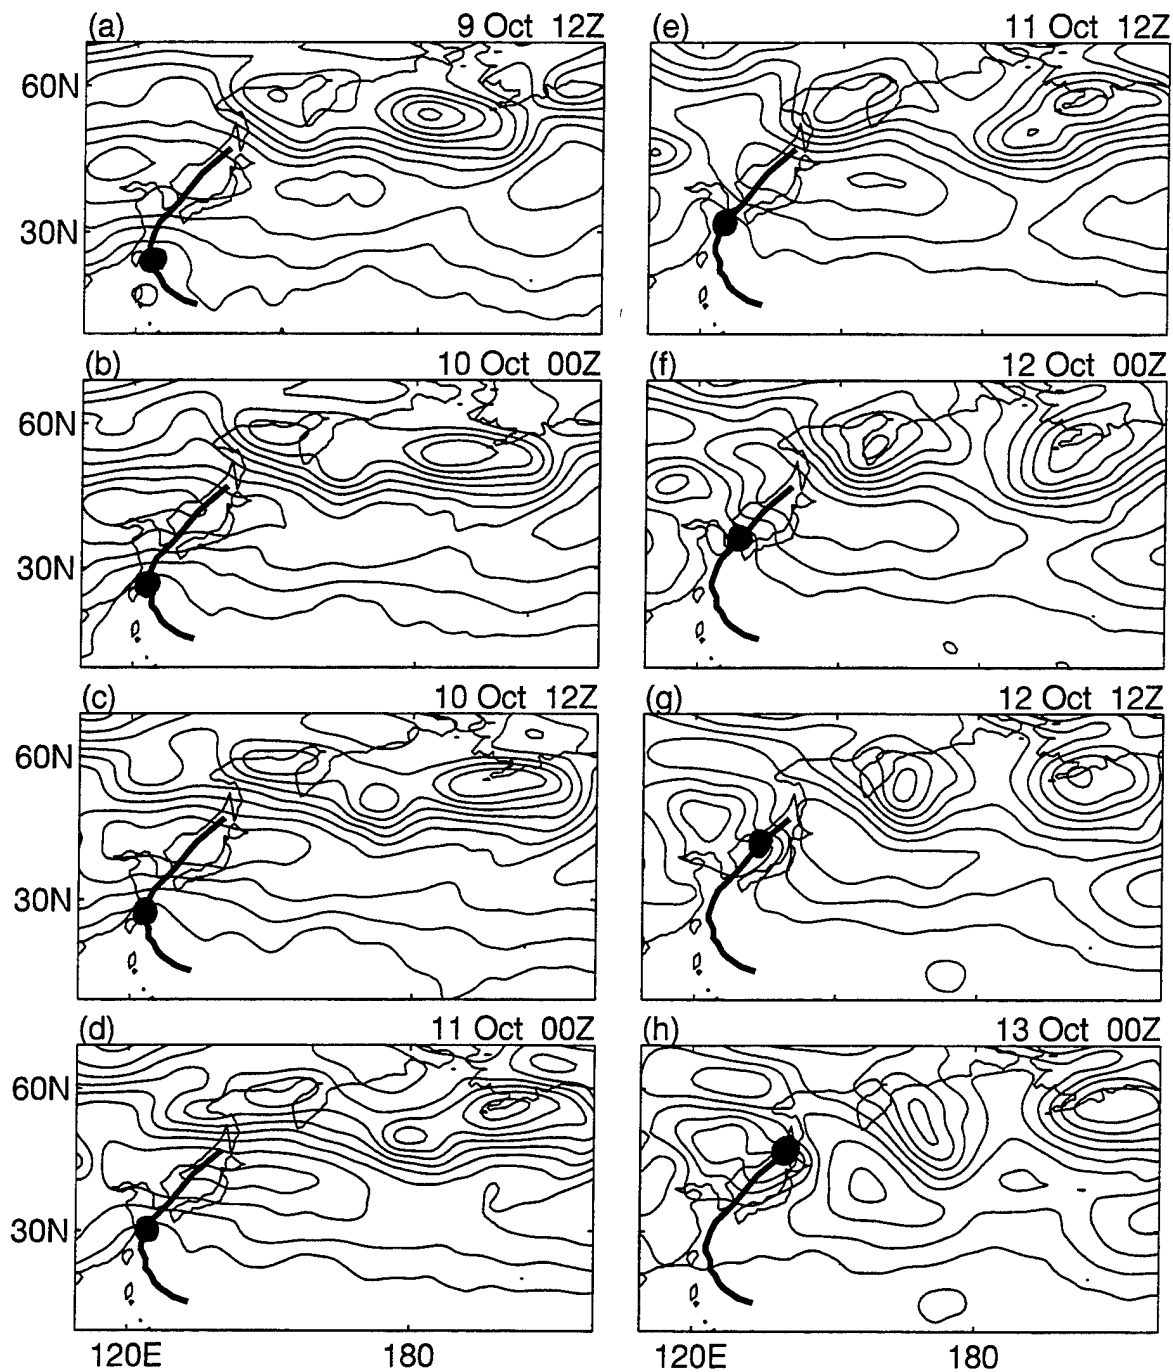 (a) 9 Oct 12Z
60N
30N
(b) 10 Oct 00Z
60N
30N
(c) 10 Oct 12Z
60N
30N
(d) 11 Oct 00Z
60N
30N
120E 180
(e) 11 Oct 12Z
(f) 12 Oct 00Z
(g) 12 Oct 12Z
(h) 13 Oct 00Z
120E 180